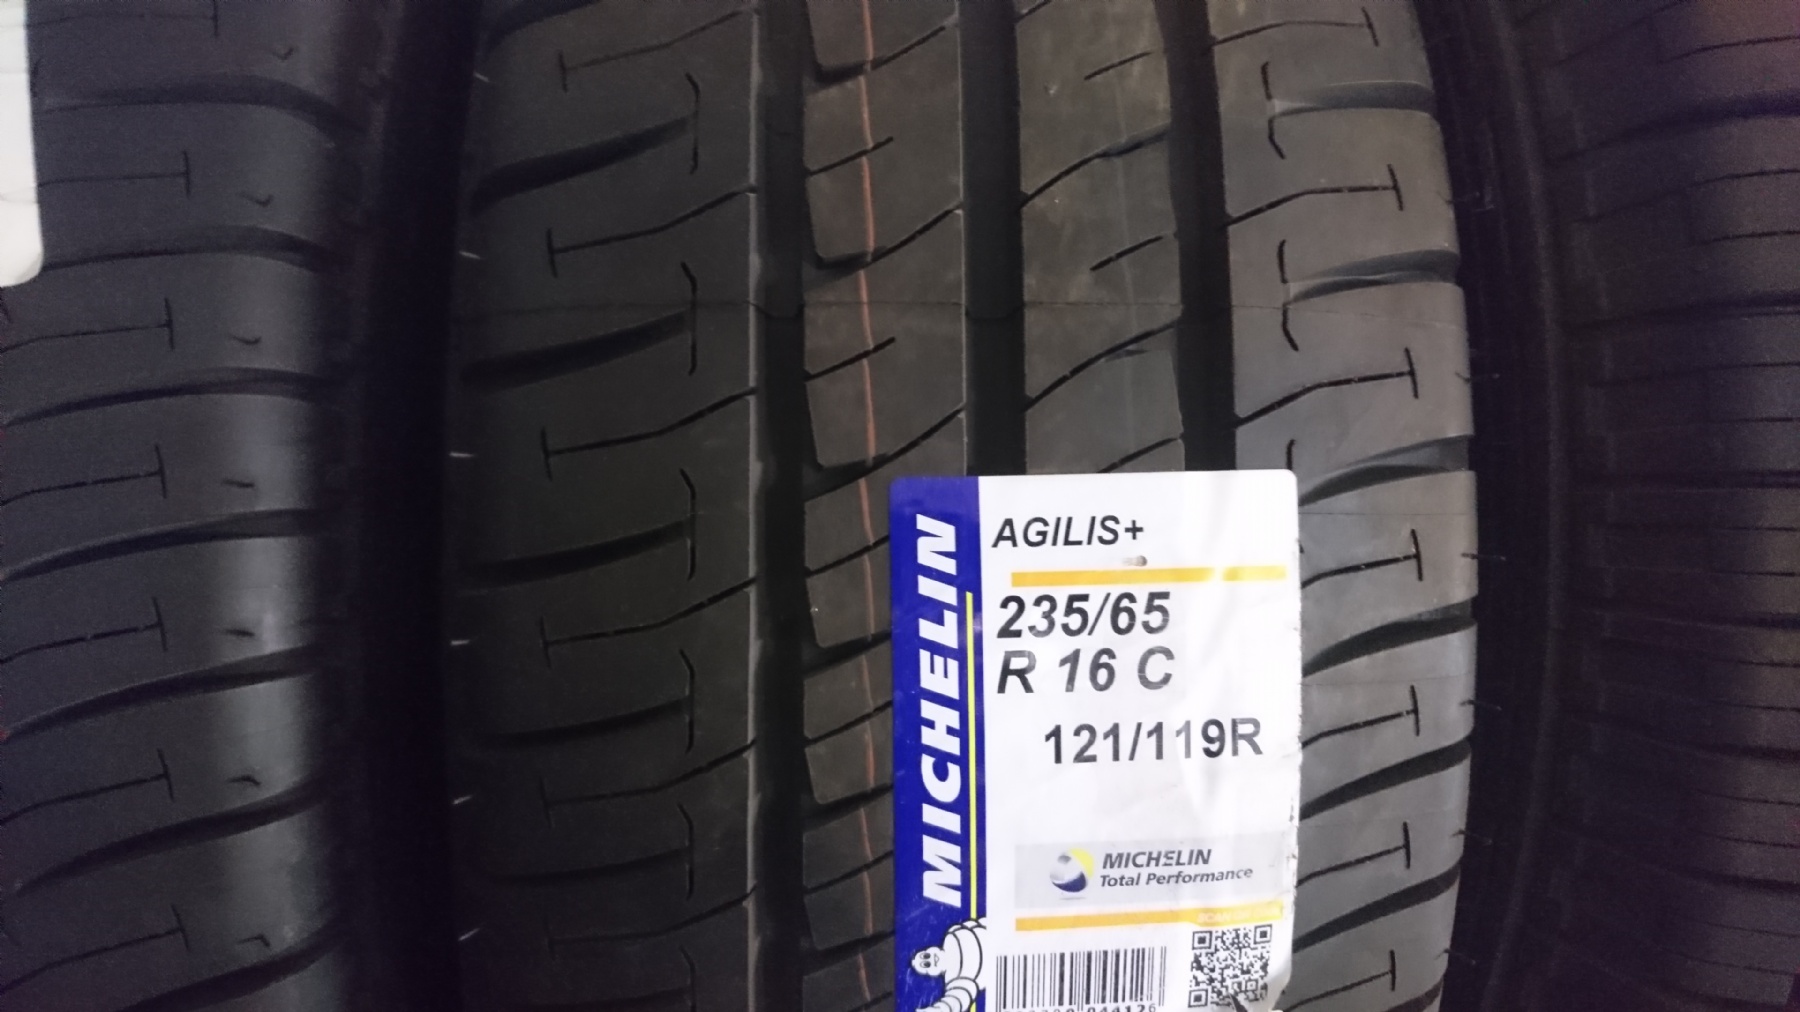 MICHELIN
AGILIS+
235/65
R 16 C
121/119R
MICHELIN
Total Performance